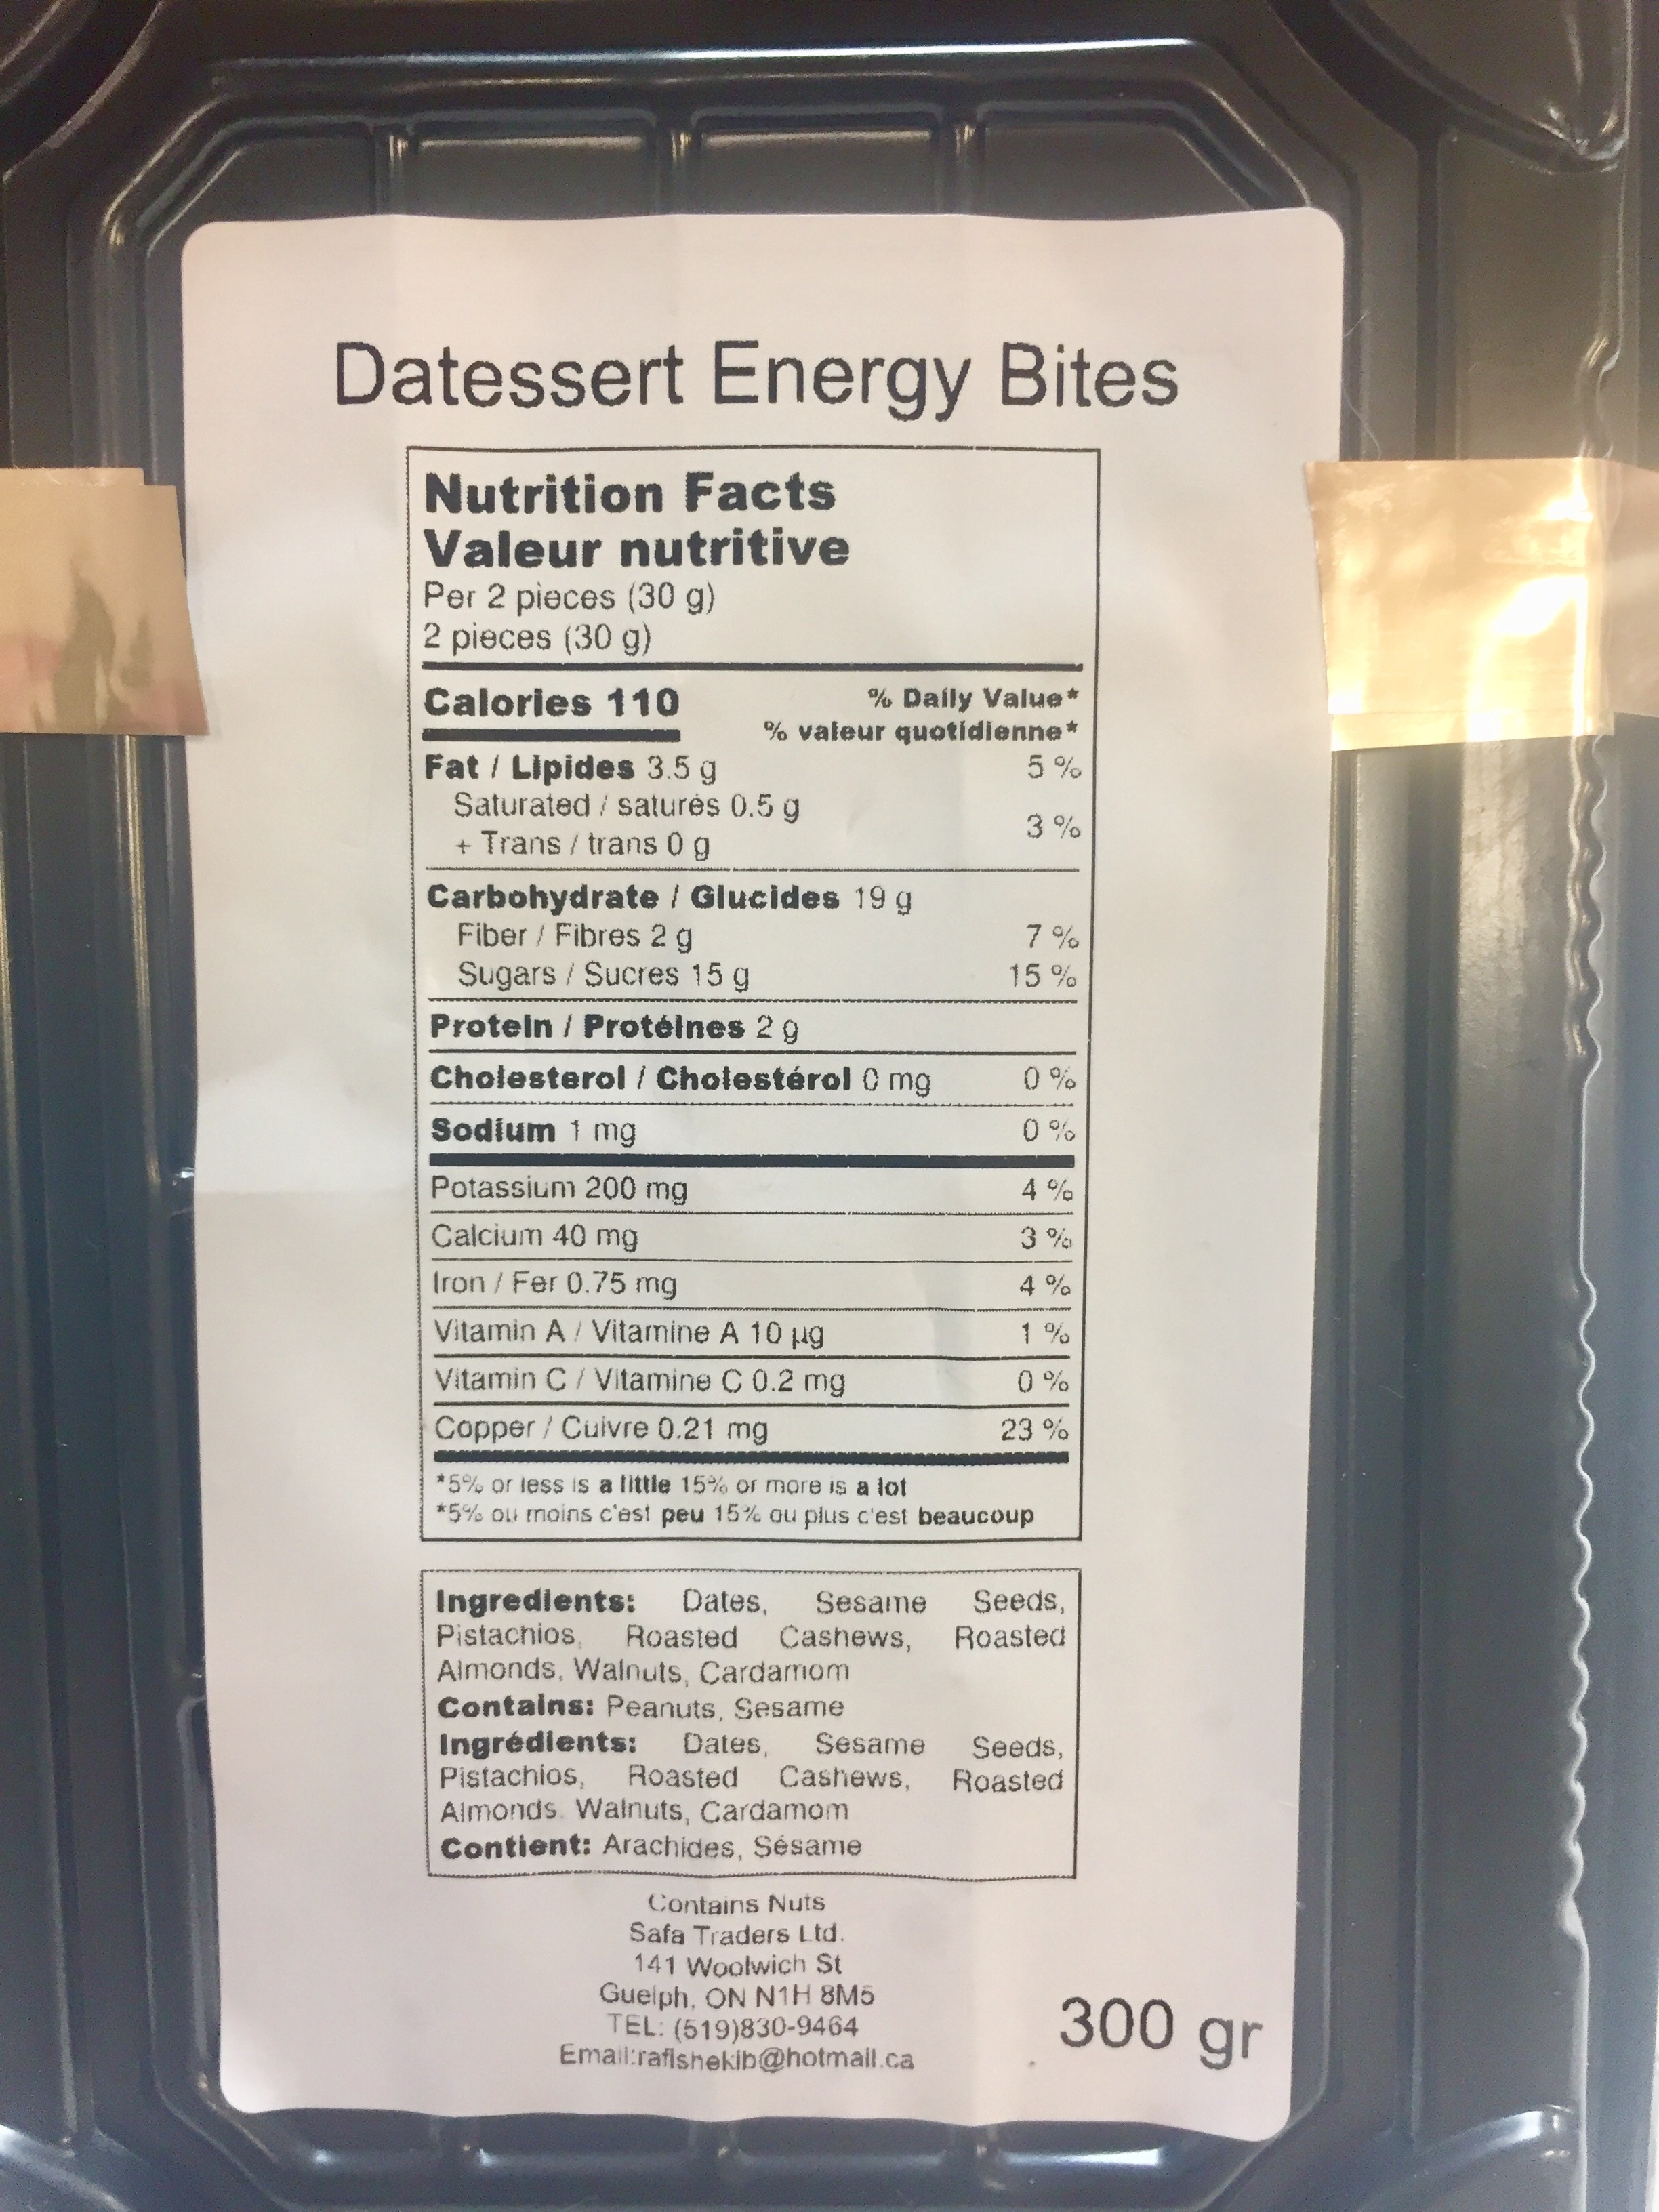 Datessert Energy Bites
Nutrition Facts
Valeur nutritive
Per 2 pieces (30 g)
2 pieces (30 g)
Calories 110
% Daily Value*
% valeur quotidienne*
Fat / Lipides 3.5 g 5 %
Saturated / saturés 0.5 g
+ Trans / trans 0 g 3 %
Carbohydrate / Glucides 19 g
Fiber / Fibres 2 g 7 %
Sugars / Sucres 15 g 15 %
Protein / Protéines 2 g
Cholesterol / Cholestérol 0 mg 0 %
Sodium 1 mg 0 %
Potassium 200 mg 4 %
Calcium 40 mg 3 %
Iron / Fer 0.75 mg 4 %
Vitamin A / Vitamine A 10 µg 1 %
Vitamin C / Vitamine C 0.2 mg 0 %
Copper / Cuivre 0.21 mg 23 %
*5% or less is a little 15% or more is a lot
*5% ou moins c'est peu 15% ou plus c'est beaucoup
Ingredients: Dates, Sesame Seeds,
Pistachios, Roasted Cashews, Roasted
Almonds, Walnuts, Cardamom
Contains: Peanuts, Sesame
Ingrédients: Dates, Sesame Seeds,
Pistachios, Roasted Cashews, Roasted
Almonds, Walnuts, Cardamom
Contient: Arachides, Sésame
Contains Nuts
Safa Traders Ltd.
141 Woolwich St
Guelph, ON N1H 8M5
TEL: (519)830-9464
Email:rafishekib@hotmail.ca
300 gr